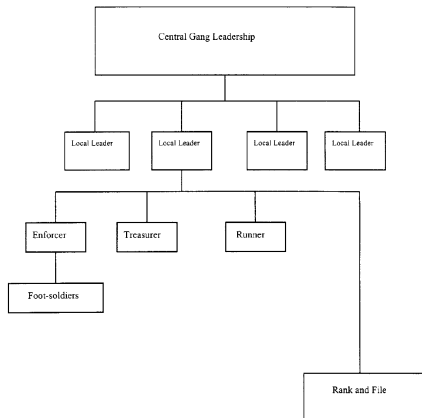 Central Gang Leadership
Local Leader
Local Leader
Local Leader
Local Leader
Enforcer
Treasurer
Runner
Foot-soldiers
Rank and File